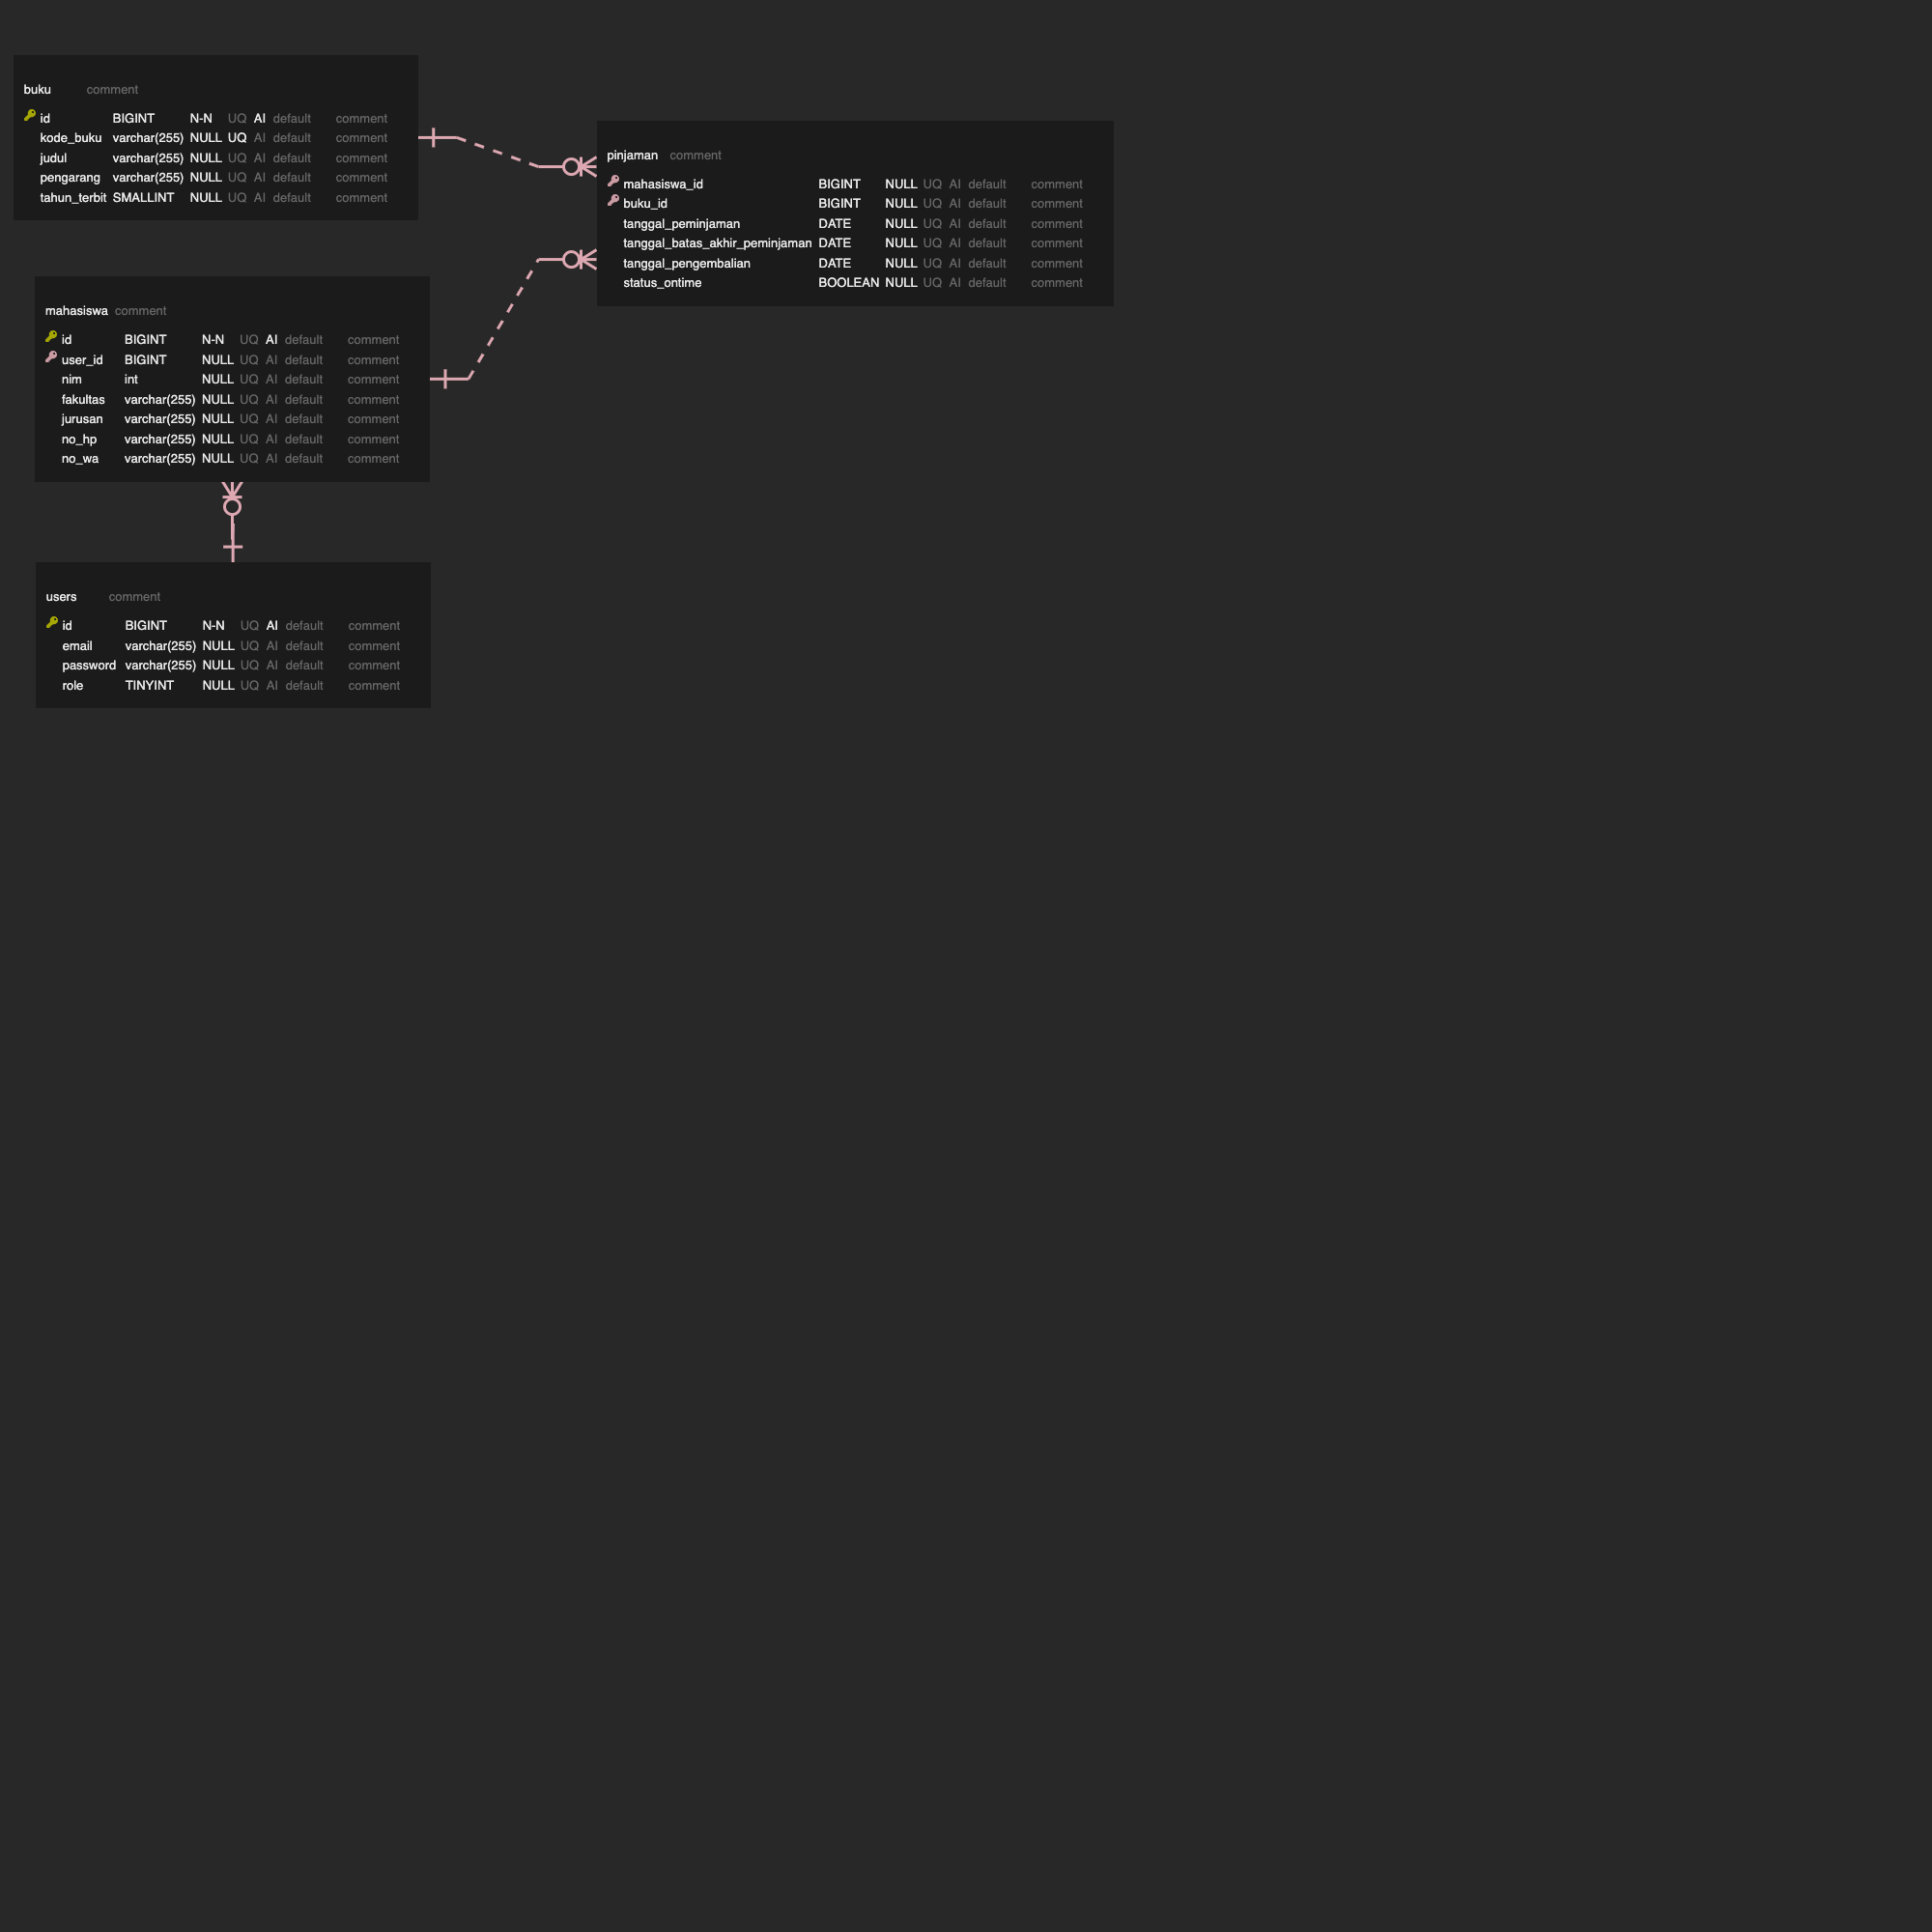 buku comment
id BIGINT N-N UQ AI default comment
kode_buku varchar(255) NULL UQ AI default comment
judul varchar(255) NULL UQ AI default comment
pengarang varchar(255) NULL UQ AI default comment
tahun_terbit SMALLINT NULL UQ AI default comment
pinjaman comment
mahasiswa_id BIGINT NULL UQ AI default comment
buku_id BIGINT NULL UQ AI default comment
tanggal_peminjaman DATE NULL UQ AI default comment
tanggal_batas_akhir_peminjaman DATE NULL UQ AI default comment
tanggal_pengembalian DATE NULL UQ AI default comment
status_ontime BOOLEAN NULL UQ AI default comment
mahasiswa comment
id BIGINT N-N UQ AI default comment
user_id BIGINT NULL UQ AI default comment
nim int NULL UQ AI default comment
fakultas varchar(255) NULL UQ AI default comment
jurusan varchar(255) NULL UQ AI default comment
no_hp varchar(255) NULL UQ AI default comment
no_wa varchar(255) NULL UQ AI default comment
users comment
id BIGINT N-N UQ AI default comment
email varchar(255) NULL UQ AI default comment
password varchar(255) NULL UQ AI default comment
role TINYINT NULL UQ AI default comment